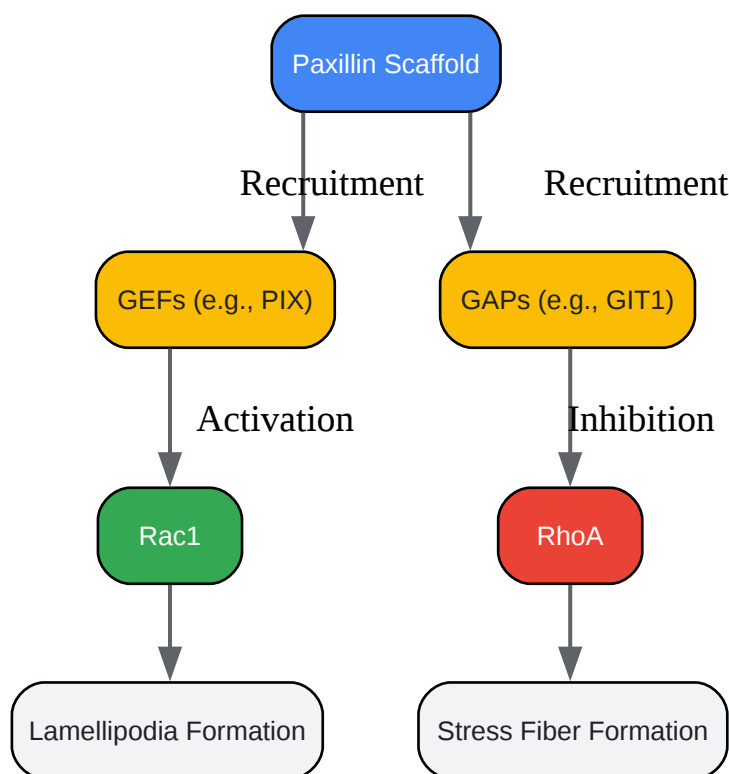 Paxillin Scaffold
Recruitment
Recruitment
GEFs (e.g., PIX)
GAPs (e.g., GIT1)
Activation
Inhibition
Rac1
RhoA
Lamellipodia Formation
Stress Fiber Formation